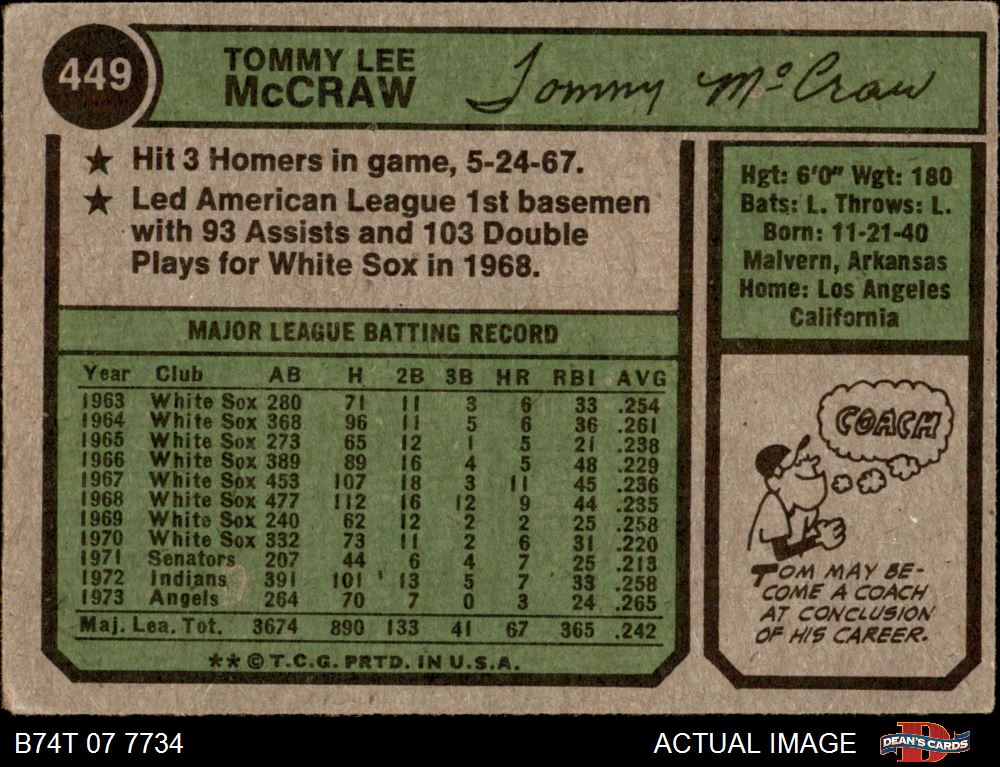 449
TOMMY LEE
McCRAW
Tommy McCraw
★ Hit 3 Homers in game, 5-24-67.
★ Led American League 1st basemen
with 93 Assists and 103 Double
Plays for White Sox in 1968.
Hgt: 6'0" Wgt: 180
Bats: L. Throws: L.
Born: 11-21-40
Malvern, Arkansas
Home: Los Angeles
California
MAJOR LEAGUE BATTING RECORD
Year Club AB H 2B 3B HR RBI AVG
1963 White Sox 280 71 11 3 6 33 .254
1964 White Sox 368 96 11 5 6 36 .261
1965 White Sox 273 65 12 1 5 21 .238
1966 White Sox 389 89 16 4 5 48 .229
1967 White Sox 453 107 18 3 11 45 .236
1968 White Sox 477 112 16 12 9 44 .235
1969 White Sox 240 62 12 2 2 25 .258
1970 White Sox 332 73 11 2 6 31 .220
1971 Senators 207 44 6 4 7 25 .213
1972 Indians 391 101 13 5 7 33 .258
1973 Angels 264 70 7 0 3 24 .265
Maj. Lea. Tot. 3674 890 133 41 67 365 .242
** © T.C.G. PRTD. IN U.S.A.
COACH
TOM MAY BE-
COME A COACH
AT CONCLUSION
OF HIS CAREER.
B74T 07 7734
ACTUAL IMAGE
DEAN'S CARDS